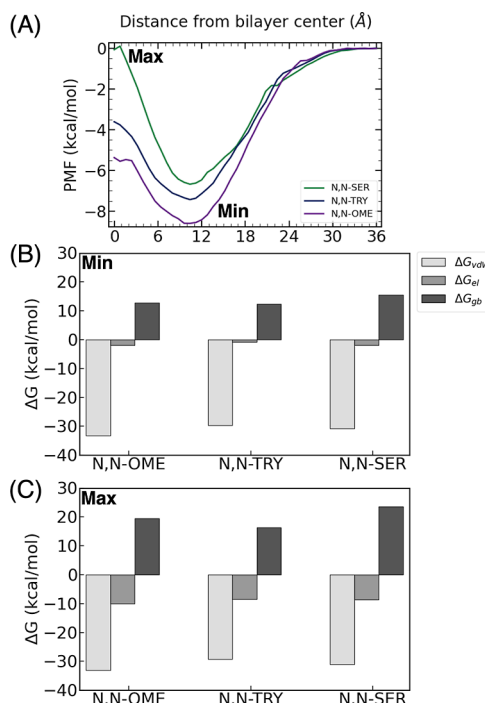 (A)
Distance from bilayer center (Å)
Max
PMF (kcal/mol)
0
−2
−4
−6
−8
Min
N,N-SER
N,N-TRY
N,N-OME
0 6 12 18 24 30 36
(B)
Min
ΔG (kcal/mol)
30
20
10
0
−10
−20
−30
−40
N,N-OME N,N-TRY N,N-SER
ΔG_vdW
ΔG_el
ΔG_gb
(C)
Max
ΔG (kcal/mol)
30
20
10
0
−10
−20
−30
−40
N,N-OME N,N-TRY N,N-SER